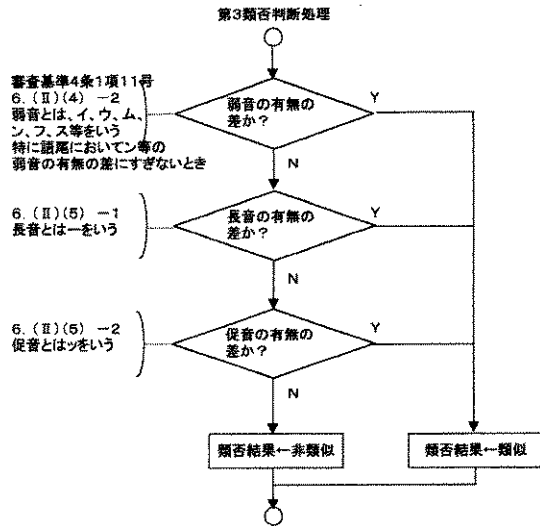 第3類否判断処理
審査基準4条1項11号
6.(Ⅱ)(4) −2
弱音とは、イ、ウ、ム、
ン、フ、ス等をいう
特に語尾においてン等の
弱音の有無の差にすぎないとき
弱音の有無の
差か?
Y
N
6.(Ⅱ)(5) −1
長音とはーをいう
長音の有無の
差か?
Y
N
6.(Ⅱ)(5) −2
促音とはッをいう
促音の有無の
差か?
Y
N
類否結果←非類似
類否結果←類似